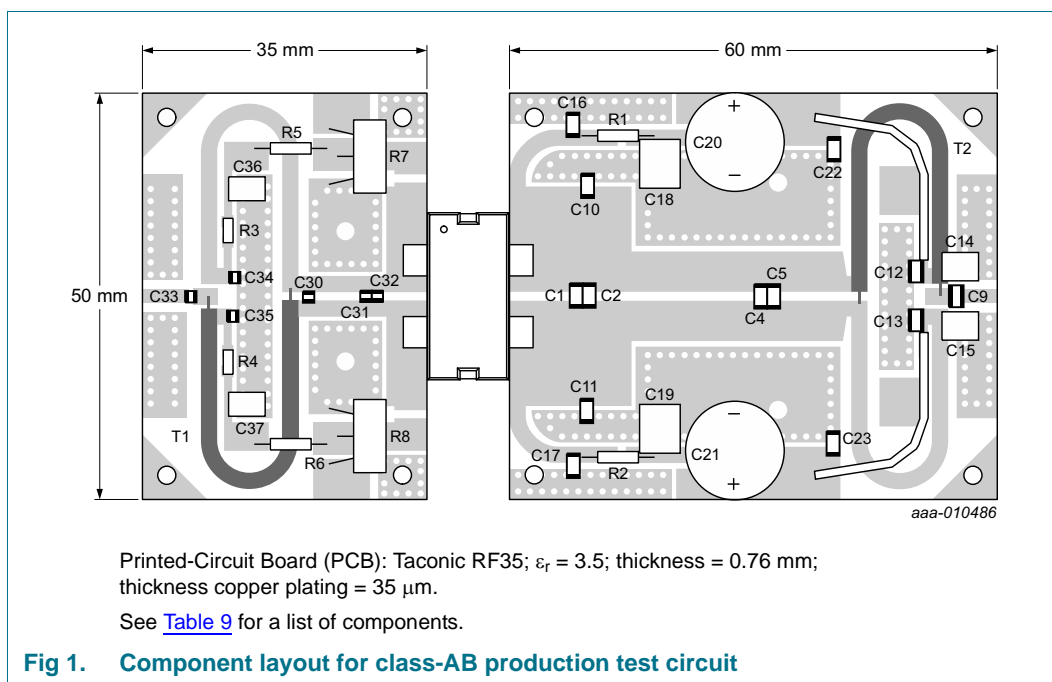 35 mm
60 mm
50 mm
C16
R1
C20
+
−
C22
T2
R5
R7
C36
C18
C10
R3
C14
C34
C12
C33
C30
C32
C31
C1
C2
C5
C4
C9
C35
C13
C15
R4
C11
C19
C37
T1
R6
R8
C17
R2
−
C21
+
C23
aaa-010486
Printed-Circuit Board (PCB): Taconic RF35; εr = 3.5; thickness = 0.76 mm;
thickness copper plating = 35 μm.
See Table 9 for a list of components.
Fig 1. Component layout for class-AB production test circuit